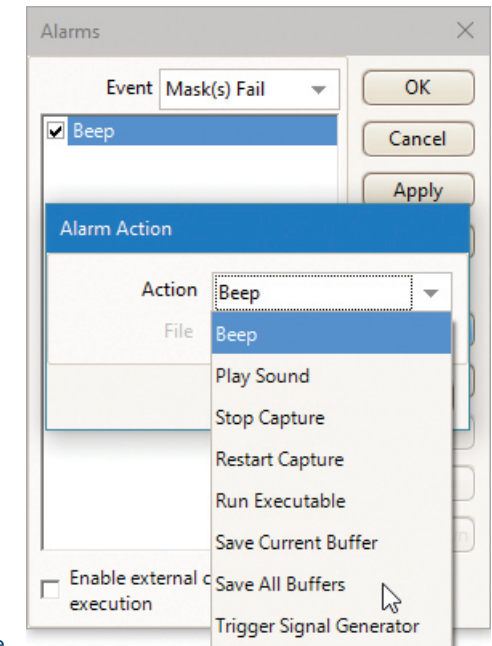 Alarms
Event Mask(s) Fail
OK
Beep
Cancel
Apply
Alarm Action
Action Beep
File
Beep
Play Sound
Stop Capture
Restart Capture
Run Executable
Save Current Buffer
Save All Buffers
Trigger Signal Generator
Enable external
execution